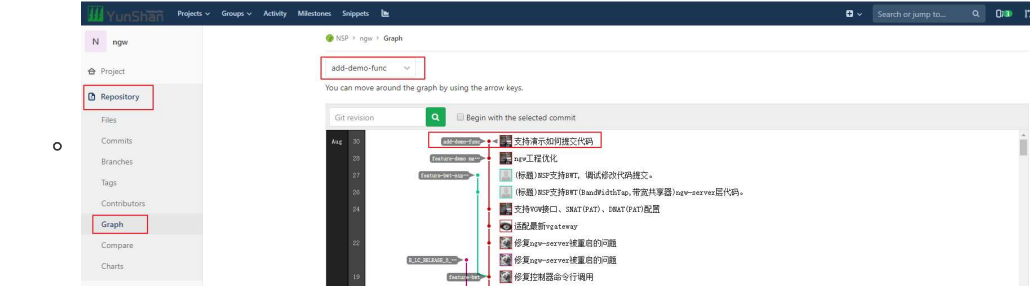 YunShan Projects Groups Activity Milestones Snippets Search or jump to...
N ngw
NSP > ngw > Graph
Project
add-demo-func
You can move around the graph by using the arrow keys.
Repository
Files
Git revision Begin with the selected commit
Commits
Aug 30 add-demo-func 支持演示如何提交代码
Branches
28 feature-demo ngw工程优化
Tags
27 (标题)NSP支持BWT, 调试修改代码提交。
26 (标题)NSP支持BWT(BandWidthTap,带宽共享器)ngw-server层代码。
Contributors
24 支持VGW接口、SNAT(PAT)、DNAT(PAT)配置
Graph
适配最新vgateway
Compare
22 修复ngw-server被重启的问题
Charts
修复ngw-server被重启的问题
19 feature-bwt 修复控制器命令行调用